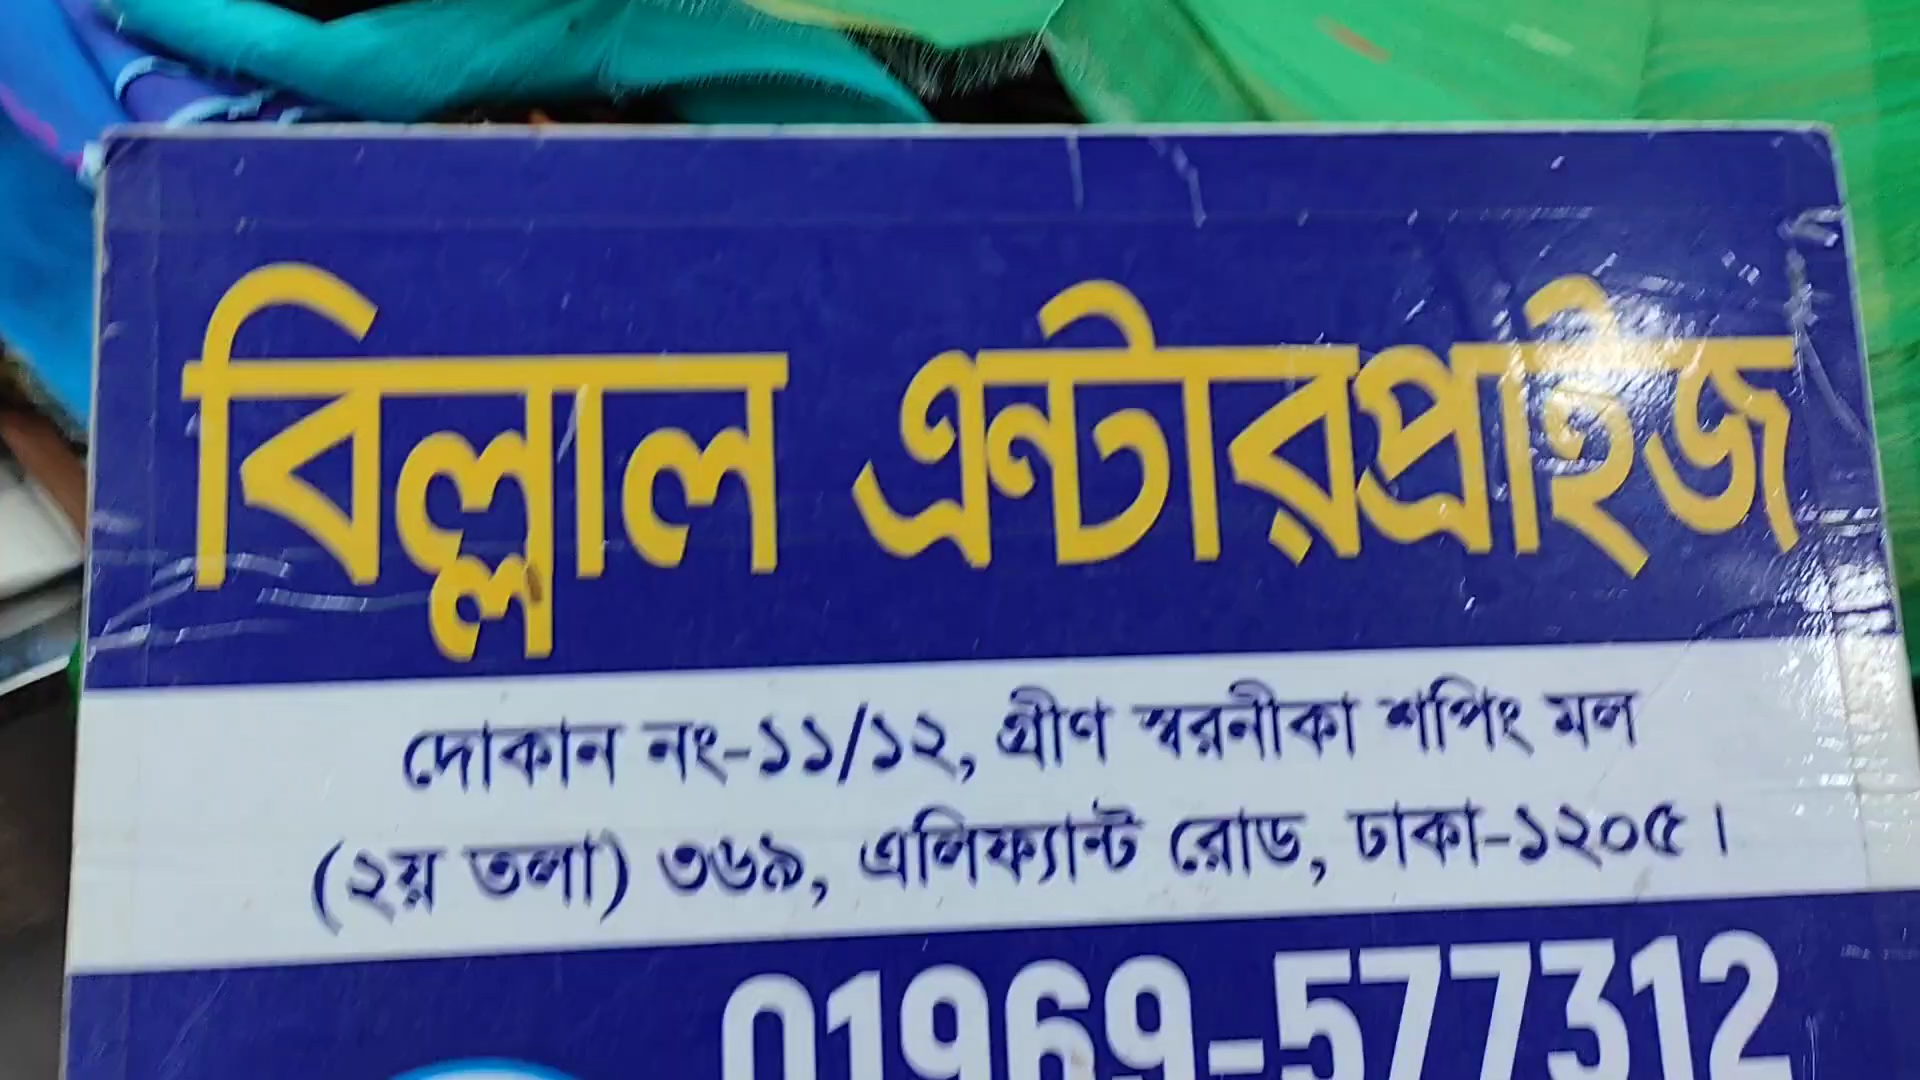 বিল্লাল এন্টারপ্রাইজ
দোকান নং-১১/১২, গ্রীণ স্বরনীকা শপিং মল
(২য় তলা) ৩৬৯, এলিফ্যান্ট রোড, ঢাকা-১২০৫।
01969-577312